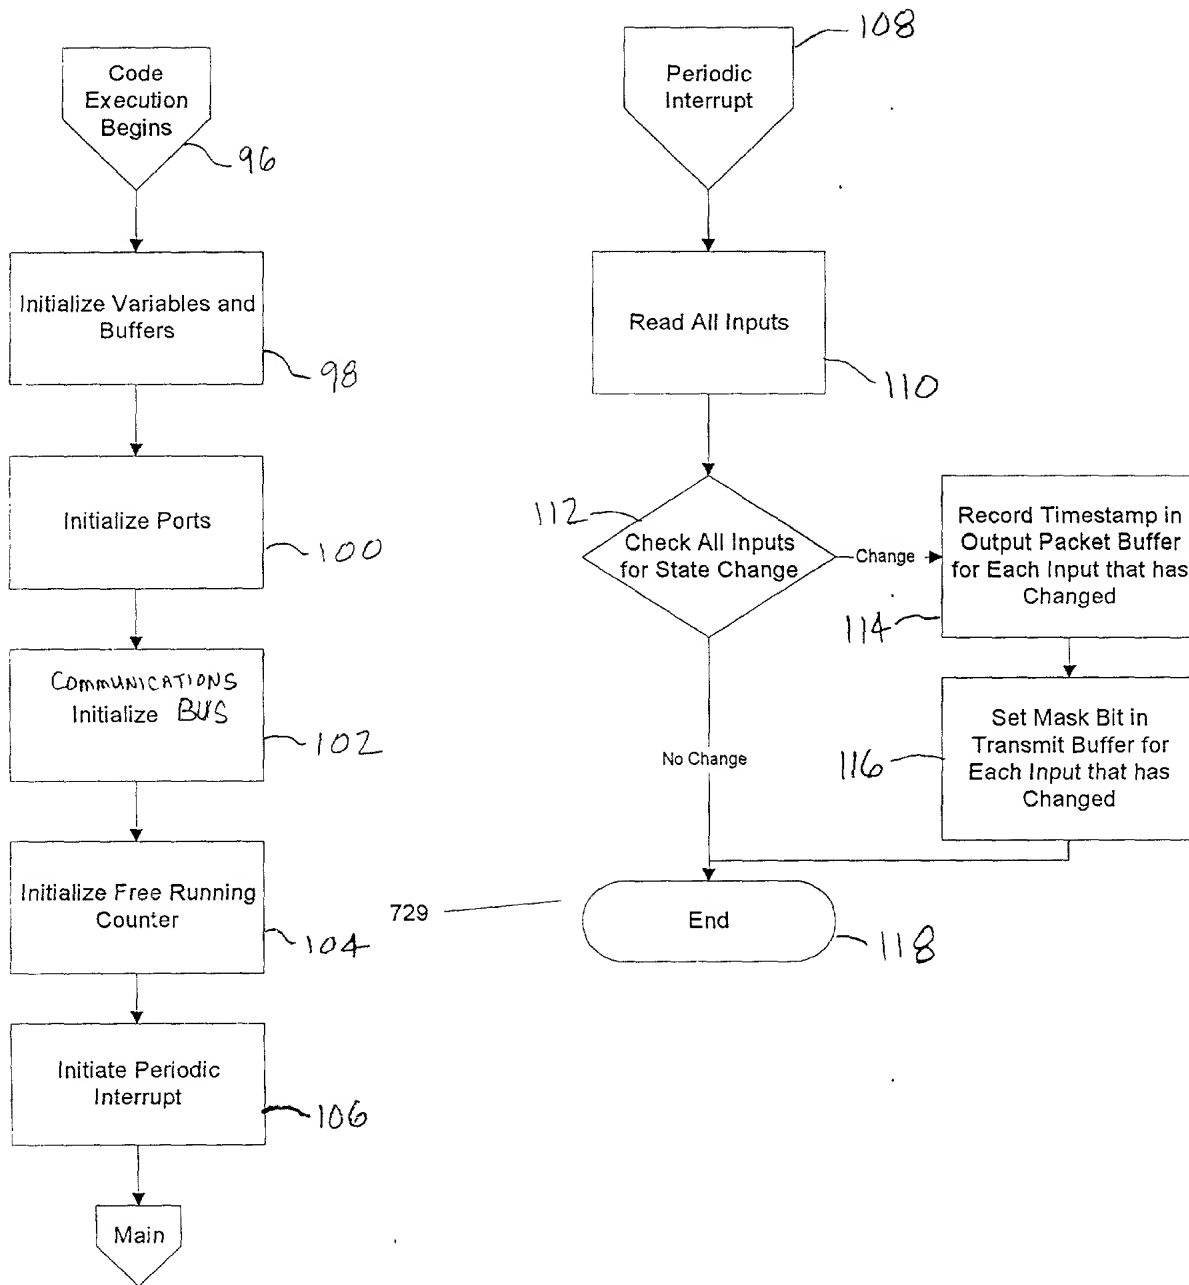 Code
Execution
Begins
96
Initialize Variables and
Buffers
98
Initialize Ports
100
COMMUNICATIONS
Initialize BUS
102
Initialize Free Running
Counter
104
Initiate Periodic
Interrupt
106
Main
108
Periodic
Interrupt
Read All Inputs
110
112
Check All Inputs
for State Change
Change
Record Timestamp in
Output Packet Buffer
for Each Input that has
Changed
114
No Change
Set Mask Bit in
Transmit Buffer for
Each Input that has
Changed
116
729
End
118